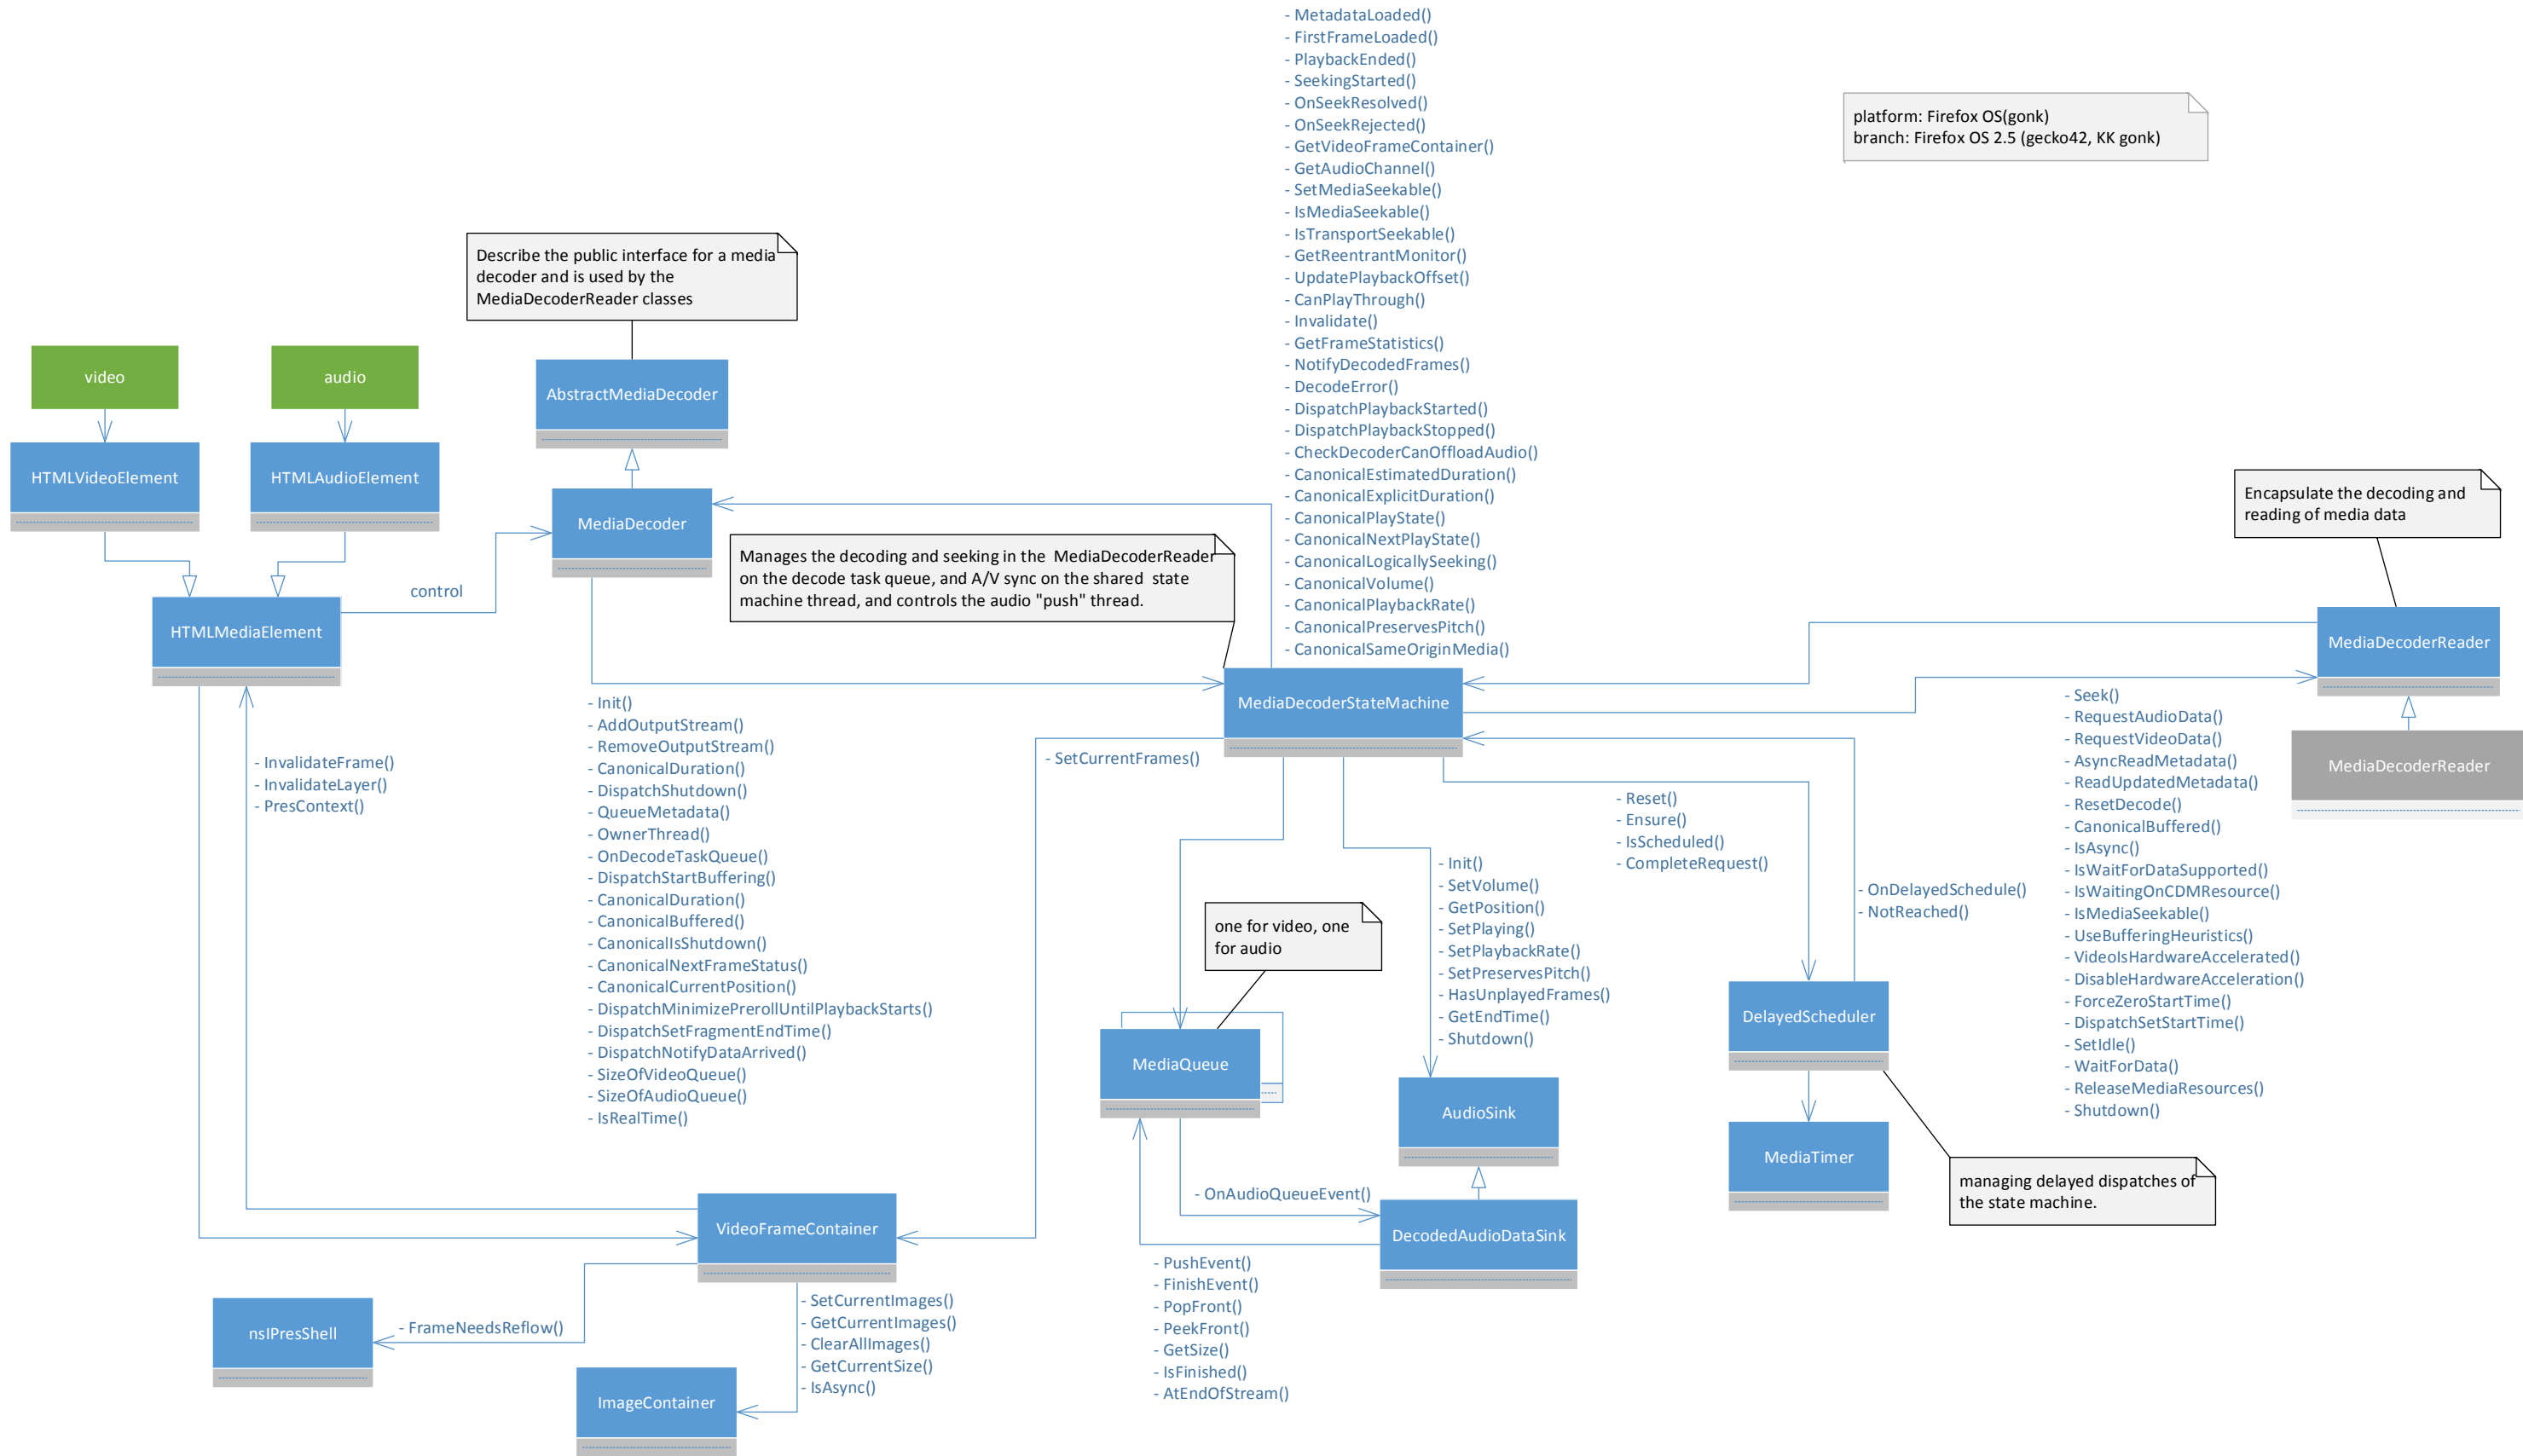 - MetadataLoaded()
- FirstFrameLoaded()
- PlaybackEnded()
- SeekingStarted()
- OnSeekResolved()
- OnSeekRejected()
- GetVideoFrameContainer()
- GetAudioChannel()
- SetMediaSeekable()
- IsMediaSeekable()
- IsTransportSeekable()
- GetReentrantMonitor()
- UpdatePlaybackOffset()
- CanPlayThrough()
- Invalidate()
- GetFrameStatistics()
- NotifyDecodedFrames()
- DecodeError()
- DispatchPlaybackStarted()
- DispatchPlaybackStopped()
- CheckDecoderCanOffloadAudio()
- CanonicalEstimatedDuration()
- CanonicalExplicitDuration()
- CanonicalPlayState()
- CanonicalNextPlayState()
- CanonicalLogicallySeeking()
- CanonicalVolume()
- CanonicalPlaybackRate()
- CanonicalPreservesPitch()
- CanonicalSameOriginMedia()
platform: Firefox OS(gonk)
branch: Firefox OS 2.5 (gecko42, KK gonk)
Describe the public interface for a media
decoder and is used by the
MediaDecoderReader classes
video
audio
AbstractMediaDecoder
HTMLVideoElement
HTMLAudioElement
MediaDecoder
Encapsulate the decoding and
reading of media data
Manages the decoding and seeking in the MediaDecoderReader
on the decode task queue, and A/V sync on the shared state
machine thread, and controls the audio "push" thread.
control
HTMLMediaElement
MediaDecoderReader
MediaDecoderStateMachine
MediaDecoderReader
- InvalidateFrame()
- InvalidateLayer()
- PresContext()
- Init()
- AddOutputStream()
- RemoveOutputStream()
- CanonicalDuration()
- DispatchShutdown()
- QueueMetadata()
- OwnerThread()
- OnDecodeTaskQueue()
- DispatchStartBuffering()
- CanonicalDuration()
- CanonicalBuffered()
- CanonicalIsShutdown()
- CanonicalNextFrameStatus()
- CanonicalCurrentPosition()
- DispatchMinimizePrerollUntilPlaybackStarts()
- DispatchSetFragmentEndTime()
- DispatchNotifyDataArrived()
- SizeOfVideoQueue()
- SizeOfAudioQueue()
- IsRealTime()
- SetCurrentFrames()
- Reset()
- Ensure()
- IsScheduled()
- CompleteRequest()
- Seek()
- RequestAudioData()
- RequestVideoData()
- AsyncReadMetadata()
- ReadUpdatedMetadata()
- ResetDecode()
- CanonicalBuffered()
- IsAsync()
- IsWaitForDataSupported()
- IsWaitingOnCDMResource()
- IsMediaSeekable()
- UseBufferingHeuristics()
- VideoIsHardwareAccelerated()
- DisableHardwareAcceleration()
- ForceZeroStartTime()
- DispatchSetStartTime()
- SetIdle()
- WaitForData()
- ReleaseMediaResources()
- Shutdown()
- Init()
- SetVolume()
- GetPosition()
- SetPlaying()
- SetPlaybackRate()
- SetPreservesPitch()
- HasUnplayedFrames()
- GetEndTime()
- Shutdown()
- OnDelayedSchedule()
- NotReached()
one for video, one
for audio
DelayedScheduler
MediaQueue
AudioSink
MediaTimer
managing delayed dispatches of
the state machine.
- OnAudioQueueEvent()
VideoFrameContainer
DecodedAudioDataSink
- PushEvent()
- FinishEvent()
- PopFront()
- PeekFront()
- GetSize()
- IsFinished()
- AtEndOfStream()
- SetCurrentImages()
- GetCurrentImages()
- ClearAllImages()
- GetCurrentSize()
- IsAsync()
nsIPresShell
- FrameNeedsReflow()
ImageContainer